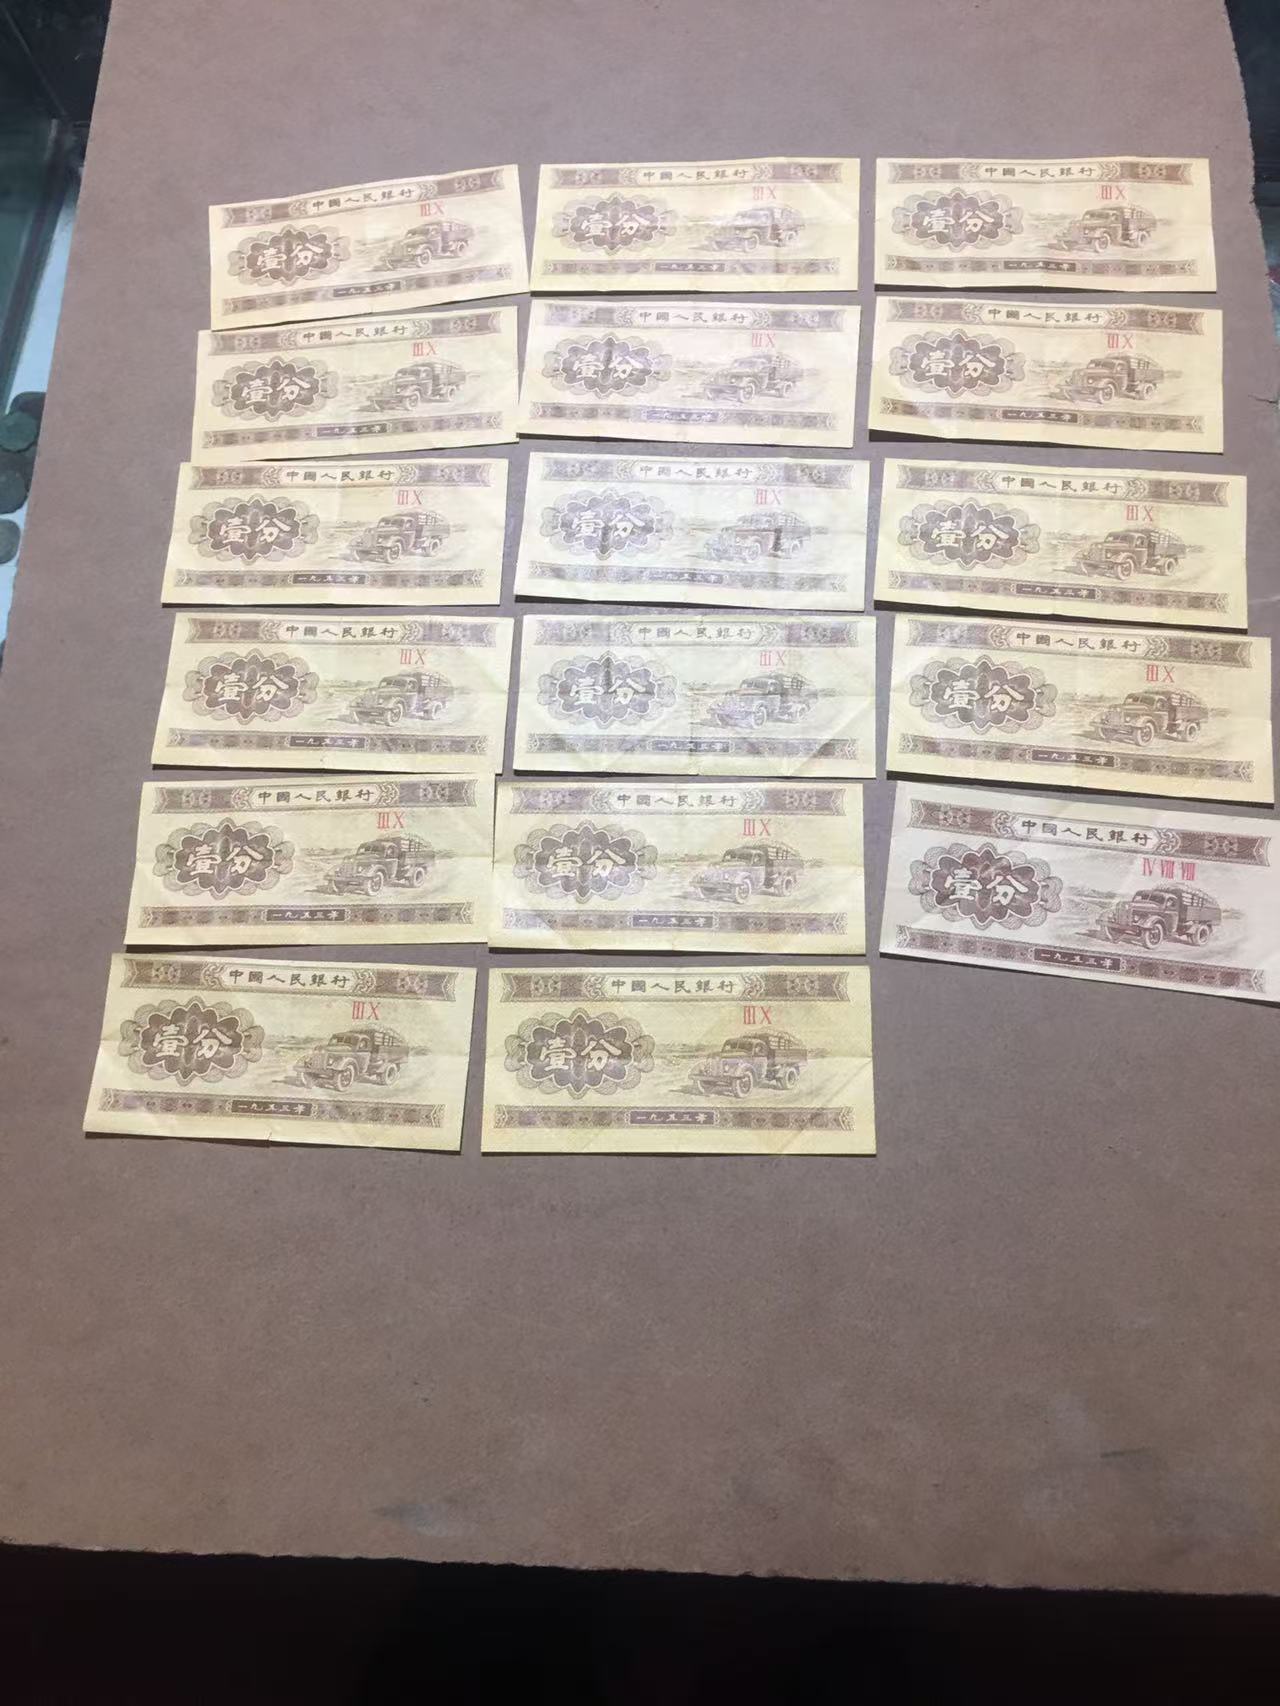 中國人民銀行
III X
壹分
一九五三年
中國人民銀行
III X
壹分
一九五三年
中國人民銀行
III X
壹分
一九五三年
中國人民銀行
III X
壹分
一九五三年
中國人民銀行
III X
壹分
一九五三年
中國人民銀行
III X
壹分
一九五三年
中國人民銀行
III X
壹分
一九五三年
中國人民銀行
III X
壹分
一九五三年
中國人民銀行
III X
壹分
一九五三年
中國人民銀行
III X
壹分
一九五三年
中國人民銀行
III X
壹分
一九五三年
中國人民銀行
III X
壹分
一九五三年
中國人民銀行
III X
壹分
一九五三年
中國人民銀行
III X
壹分
一九五三年
中國人民銀行
IV VIII VIII
壹分
一九五三年
中國人民銀行
III X
壹分
一九五三年
中國人民銀行
III X
壹分
一九五三年